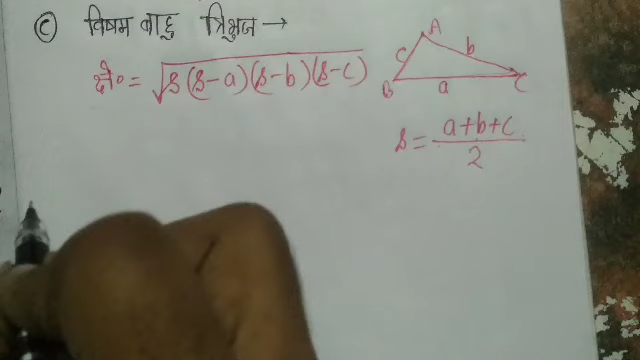 (C) विषम बाहु त्रिभुज →
क्षे० = √s(s-a)(s-b)(s-c)
A
c b
B a C
s = a+b+c / 2